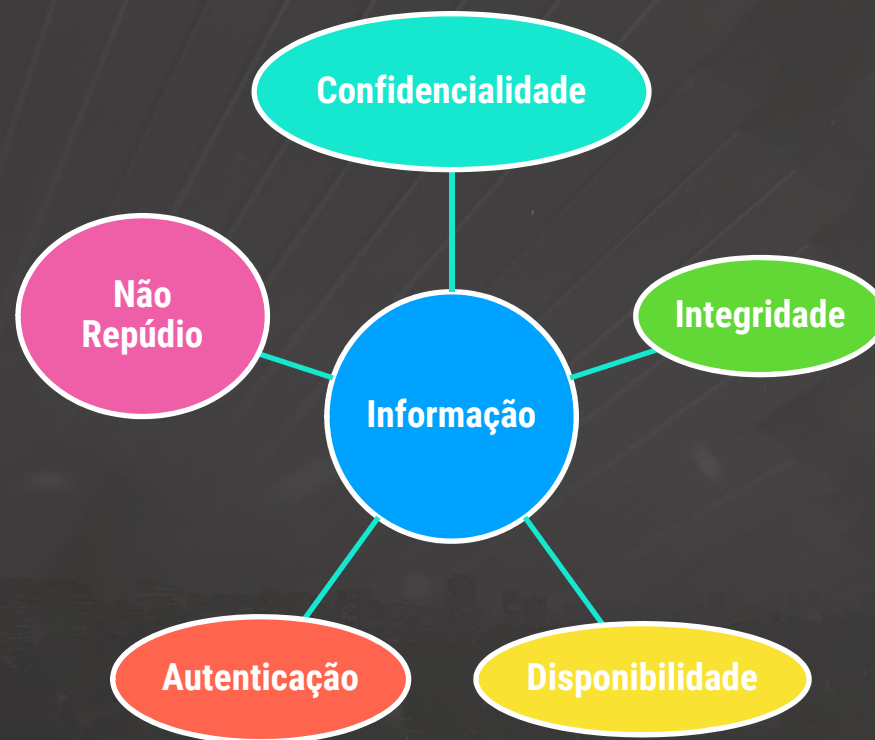 Confidencialidade
Não
Repúdio
Integridade
Informação
Autenticação
Disponibilidade